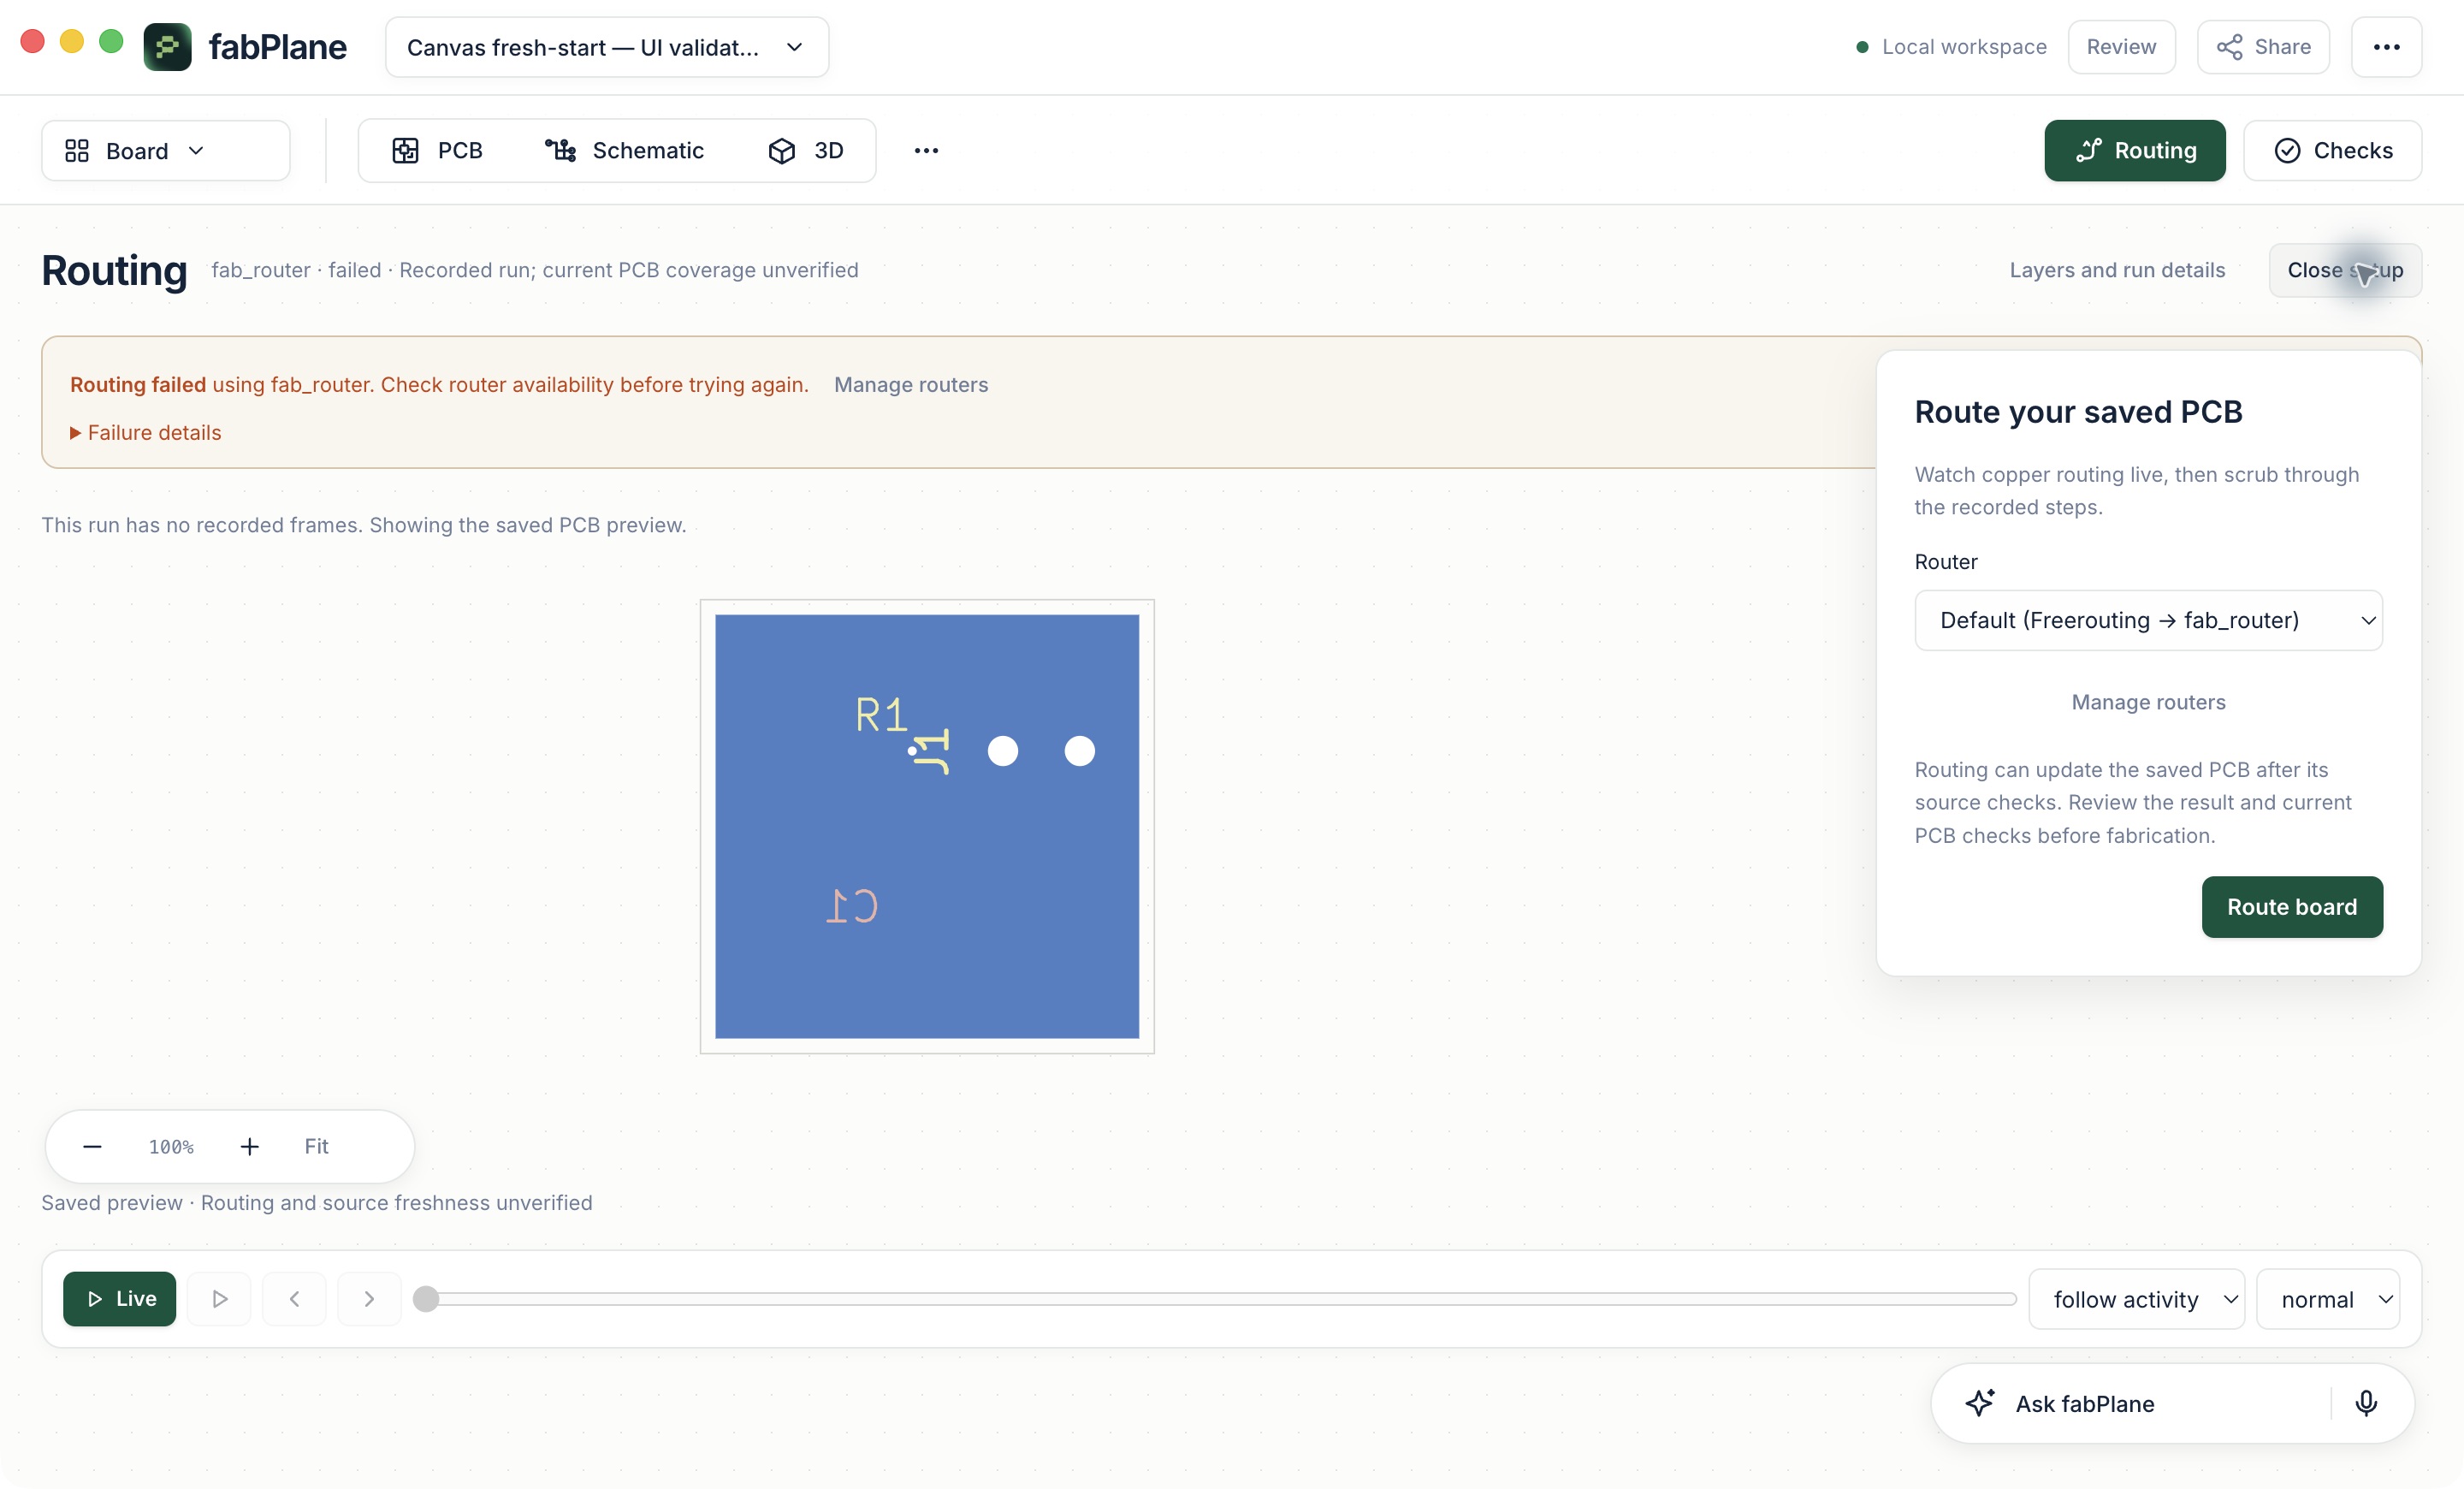 fabPlane
Canvas fresh-start — UI validat...
Local workspace
Review
Share
Board
PCB
Schematic
3D
Routing
Checks
Routing
fab_router · failed · Recorded run; current PCB coverage unverified
Layers and run details
Close
Routing failed using fab_router. Check router availability before trying again.
Manage routers
Failure details
This run has no recorded frames. Showing the saved PCB preview.
Route your saved PCB
Watch copper routing live, then scrub through
the recorded steps.
Router
Default (Freerouting → fab_router)
Manage routers
Routing can update the saved PCB after its
source checks. Review the result and current
PCB checks before fabrication.
Route board
R1
J1
C1
100%
Fit
Saved preview · Routing and source freshness unverified
Live
follow activity
normal
Ask fabPlane